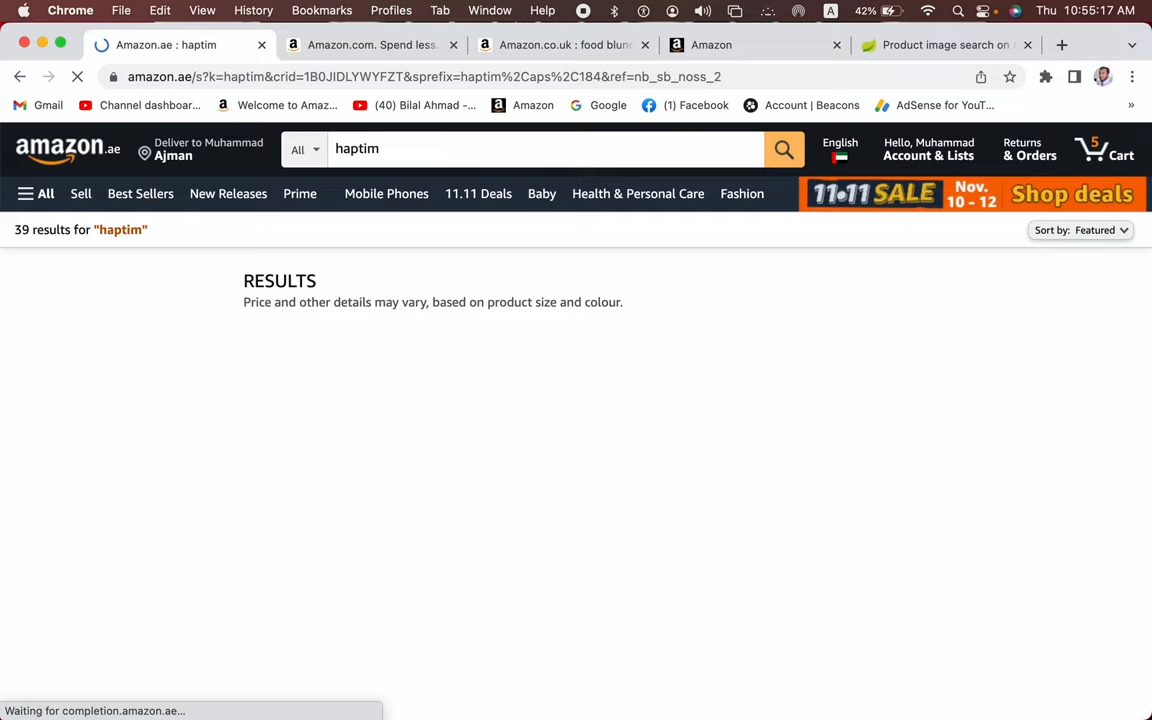 Chrome File Edit View History Bookmarks Profiles Tab Window Help A 42% Thu 10:55:17 AM
Amazon.ae : haptim Amazon.com. Spend less. Amazon.co.uk : food blun Amazon Product image search on
amazon.ae/s?k=haptim&crid=1B0JIDLYWYFZT&sprefix=haptim%2Caps%2C184&ref=nb_sb_noss_2
Gmail Channel dashboar... Welcome to Amaz... (40) Bilal Ahmad -... Amazon Google (1) Facebook Account | Beacons AdSense for YouT... »
amazon.ae Deliver to Muhammad Ajman All haptim English Hello, Muhammad Account & Lists Returns & Orders 5 Cart
All Sell Best Sellers New Releases Prime Mobile Phones 11.11 Deals Baby Health & Personal Care Fashion 11.11 SALE Nov. 10 - 12 Shop deals
39 results for "haptim" Sort by: Featured
RESULTS
Price and other details may vary, based on product size and colour.
Waiting for completion.amazon.ae...